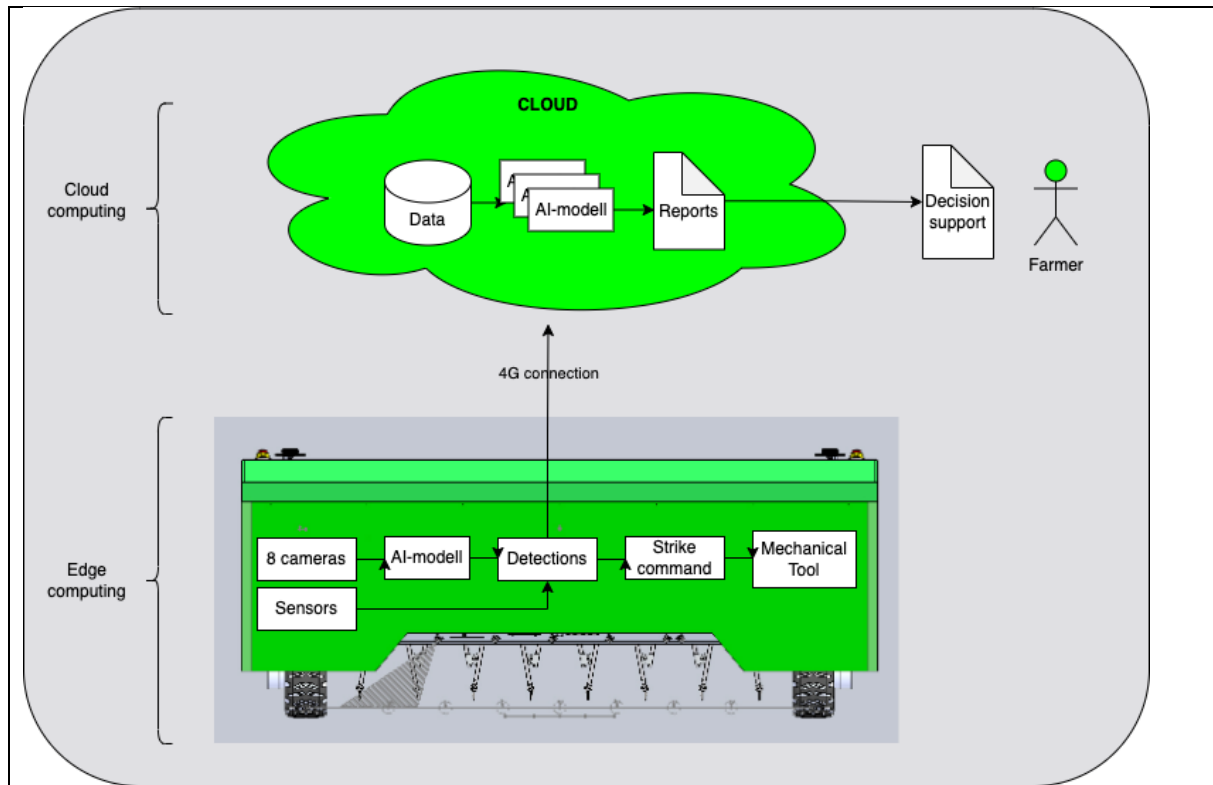 CLOUD
Cloud
computing
Data
A
A
AI-modell
Reports
Decision
support
Farmer
4G connection
Edge
computing
8 cameras
AI-modell
Detections
Strike
command
Mechanical
Tool
Sensors